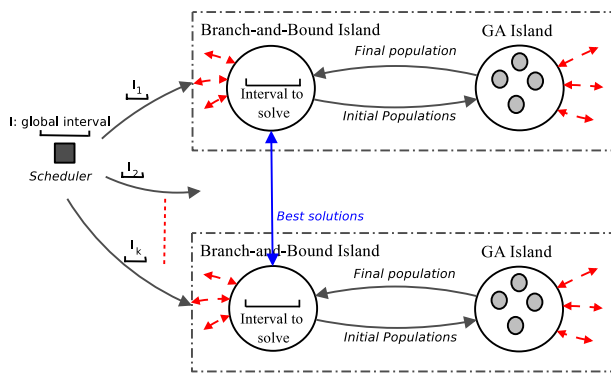 Branch-and-Bound Island
GA Island
Final population
I₁
Interval to
solve
Initial Populations
I: global interval
Scheduler
I₂
Best solutions
Branch-and-Bound Island
GA Island
Iₖ
Final population
Interval to
solve
Initial Populations